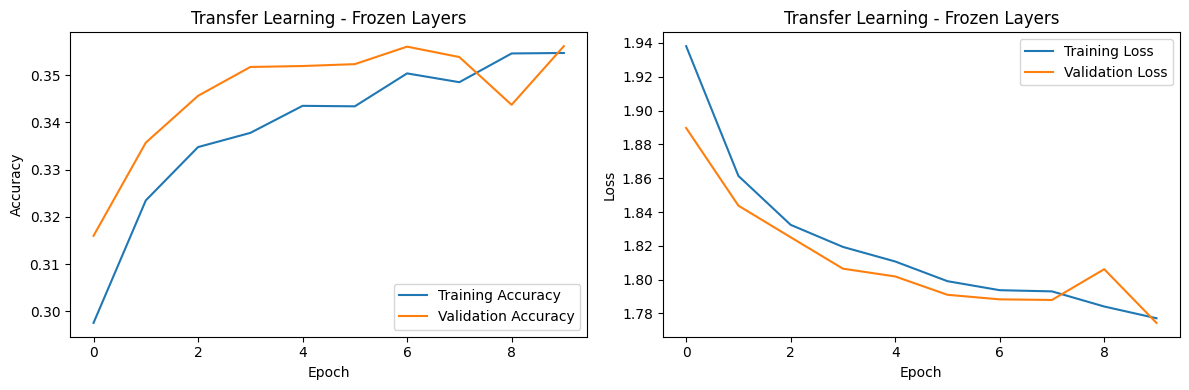 Transfer Learning - Frozen Layers
Accuracy
0.35
0.34
0.33
0.32
0.31
0.30
Training Accuracy
Validation Accuracy
0 2 4 6 8
Epoch
Transfer Learning - Frozen Layers
Loss
1.94
1.92
1.90
1.88
1.86
1.84
1.82
1.80
1.78
Training Loss
Validation Loss
0 2 4 6 8
Epoch